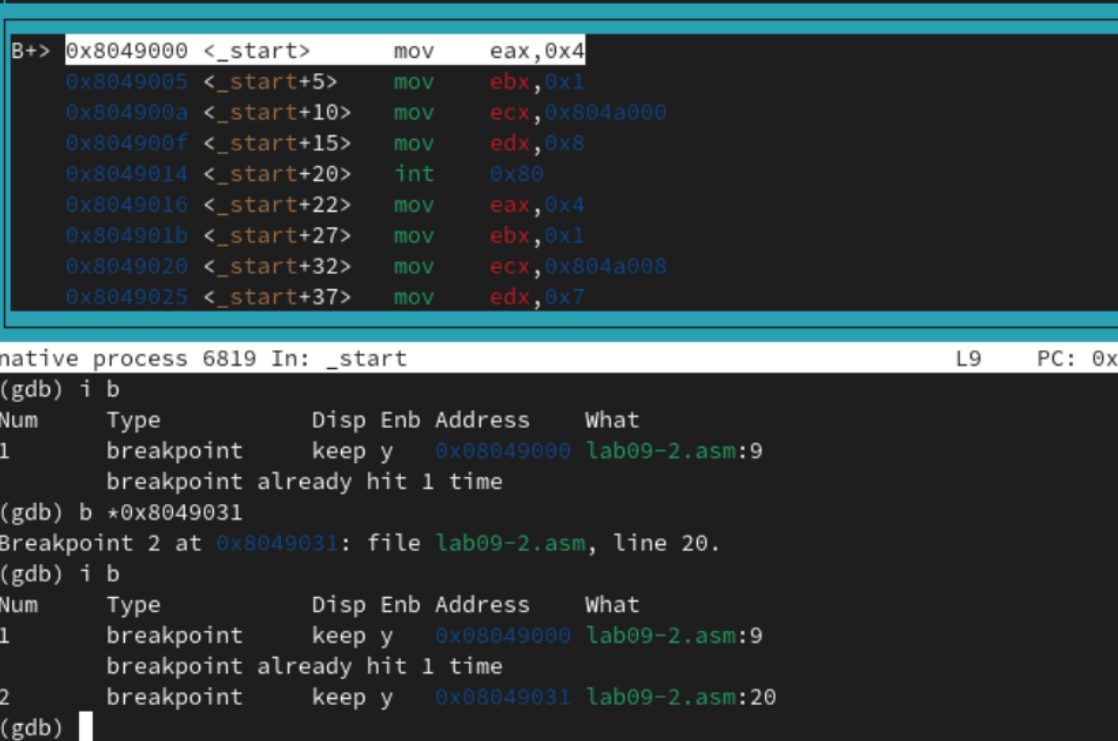 B+> 0x8049000 <_start> mov eax,0x4
0x8049005 <_start+5> mov ebx,0x1
0x804900a <_start+10> mov ecx,0x804a000
0x804900f <_start+15> mov edx,0x8
0x8049014 <_start+20> int 0x80
0x8049016 <_start+22> mov eax,0x4
0x804901b <_start+27> mov ebx,0x1
0x8049020 <_start+32> mov ecx,0x804a008
0x8049025 <_start+37> mov edx,0x7
native process 6819 In: _start L9 PC: 0x
(gdb) i b
Num Type Disp Enb Address What
1 breakpoint keep y 0x08049000 lab09-2.asm:9
breakpoint already hit 1 time
(gdb) b *0x8049031
Breakpoint 2 at 0x8049031: file lab09-2.asm, line 20.
(gdb) i b
Num Type Disp Enb Address What
1 breakpoint keep y 0x08049000 lab09-2.asm:9
breakpoint already hit 1 time
2 breakpoint keep y 0x08049031 lab09-2.asm:20
(gdb)